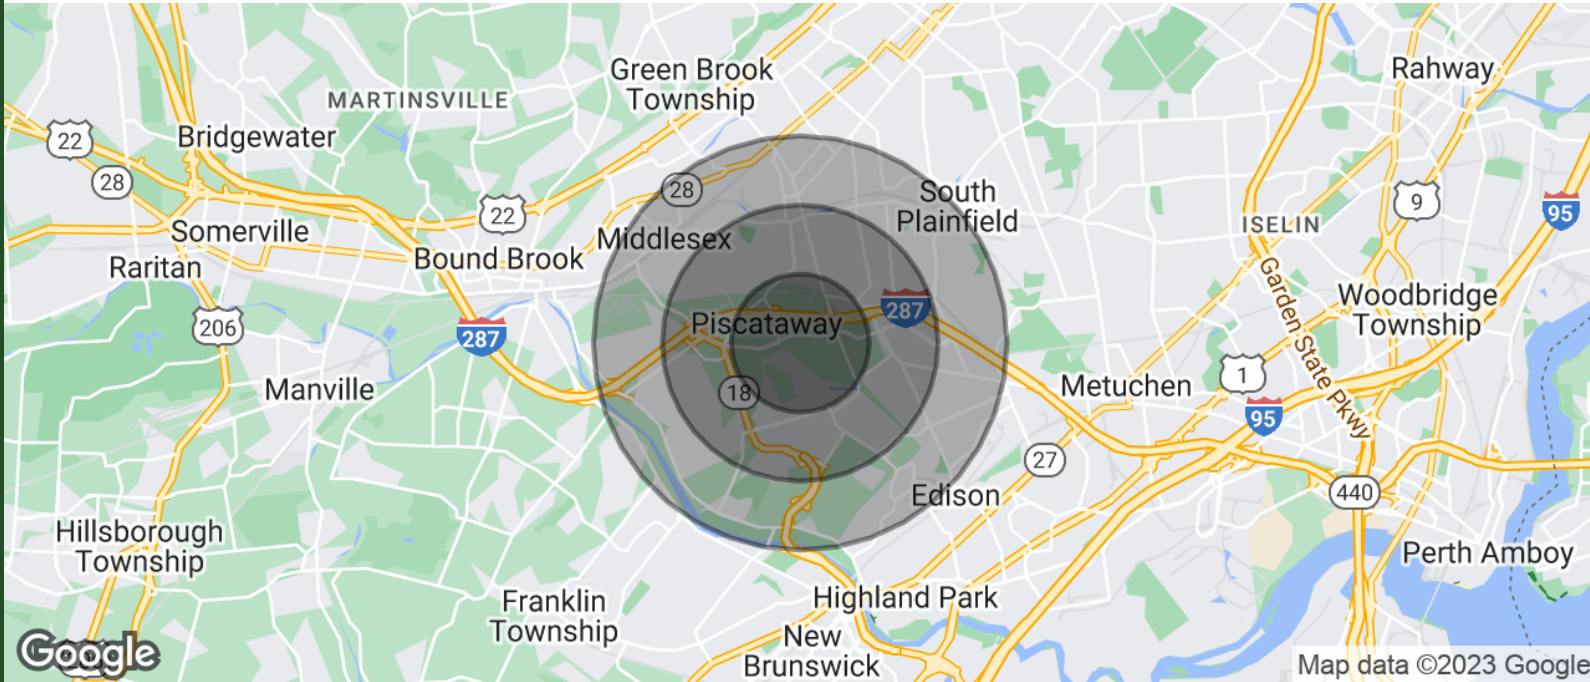 Green Brook
Township
Rahway
MARTINSVILLE
22
Bridgewater
28
28
South
Plainfield
9
95
22
Somerville
Middlesex
ISELIN
Bound Brook
Raritan
Garden State Pkwy
Woodbridge
Township
206
287
Piscataway
287
1
Manville
18
Metuchen
95
27
440
Edison
Hillsborough
Township
Perth Amboy
Franklin
Township
Highland Park
New
Brunswick
Google
Map data ©2023 Google